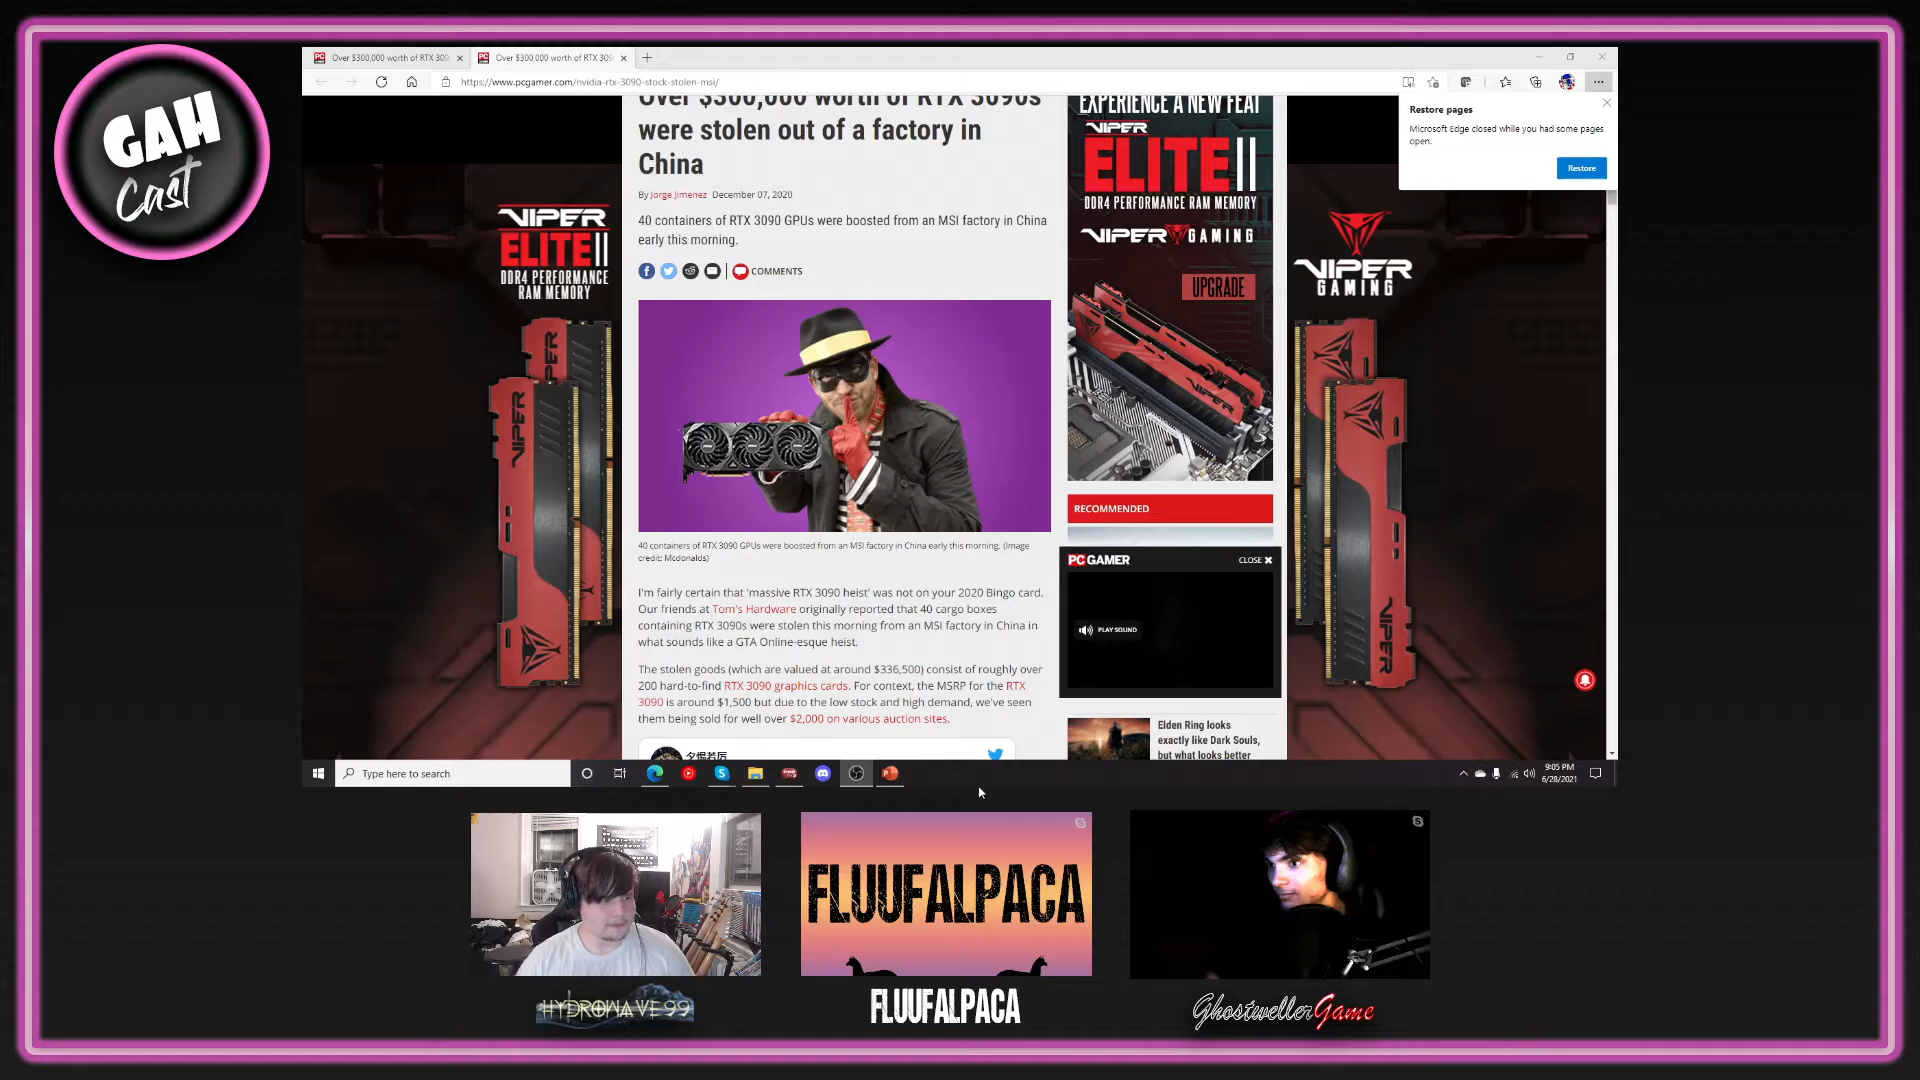 GAH
Cast
Over $300,000 worth of RTX 309
Over $300,000 worth of RTX 309
https://www.pcgamer.com/nvidia-rtx-3090-stock-stolen-msi/
Restore pages
Microsoft Edge closed while you had some pages
open.
Restore
Over $300,000 worth of RTX 3090s
were stolen out of a factory in
China
By Jorge Jimenez December 07, 2020
40 containers of RTX 3090 GPUs were boosted from an MSI factory in China
early this morning.
COMMENTS
40 containers of RTX 3090 GPUs were boosted from an MSI factory in China early this morning. (Image
credit: Mcdonalds)
I'm fairly certain that 'massive RTX 3090 heist' was not on your 2020 Bingo card.
Our friends at Tom's Hardware originally reported that 40 cargo boxes
containing RTX 3090s were stolen this morning from an MSI factory in China in
what sounds like a GTA Online-esque heist.
The stolen goods (which are valued at around $336,500) consist of roughly over
200 hard-to-find RTX 3090 graphics cards. For context, the MSRP for the RTX
3090 is around $1,500 but due to the low stock and high demand, we've seen
them being sold for well over $2,000 on various auction sites.
VIPER
ELITE II
DDR4 PERFORMANCE
RAM MEMORY
VIPER
VIPER
EXPERIENCE A NEW FEAT
VIPER
ELITE II
DDR4 PERFORMANCE RAM MEMORY
VIPER GAMING
UPGRADE
VIPER
RECOMMENDED
PC GAMER
CLOSE
PLAY SOUND
Elden Ring looks
exactly like Dark Souls,
but what looks better
VIPER
GAMING
VIPER
Type here to search
9:05 PM
6/28/2021
FLUUFALPACA
HYDROWAVE99
FLUUFALPACA
GhostwellerGame